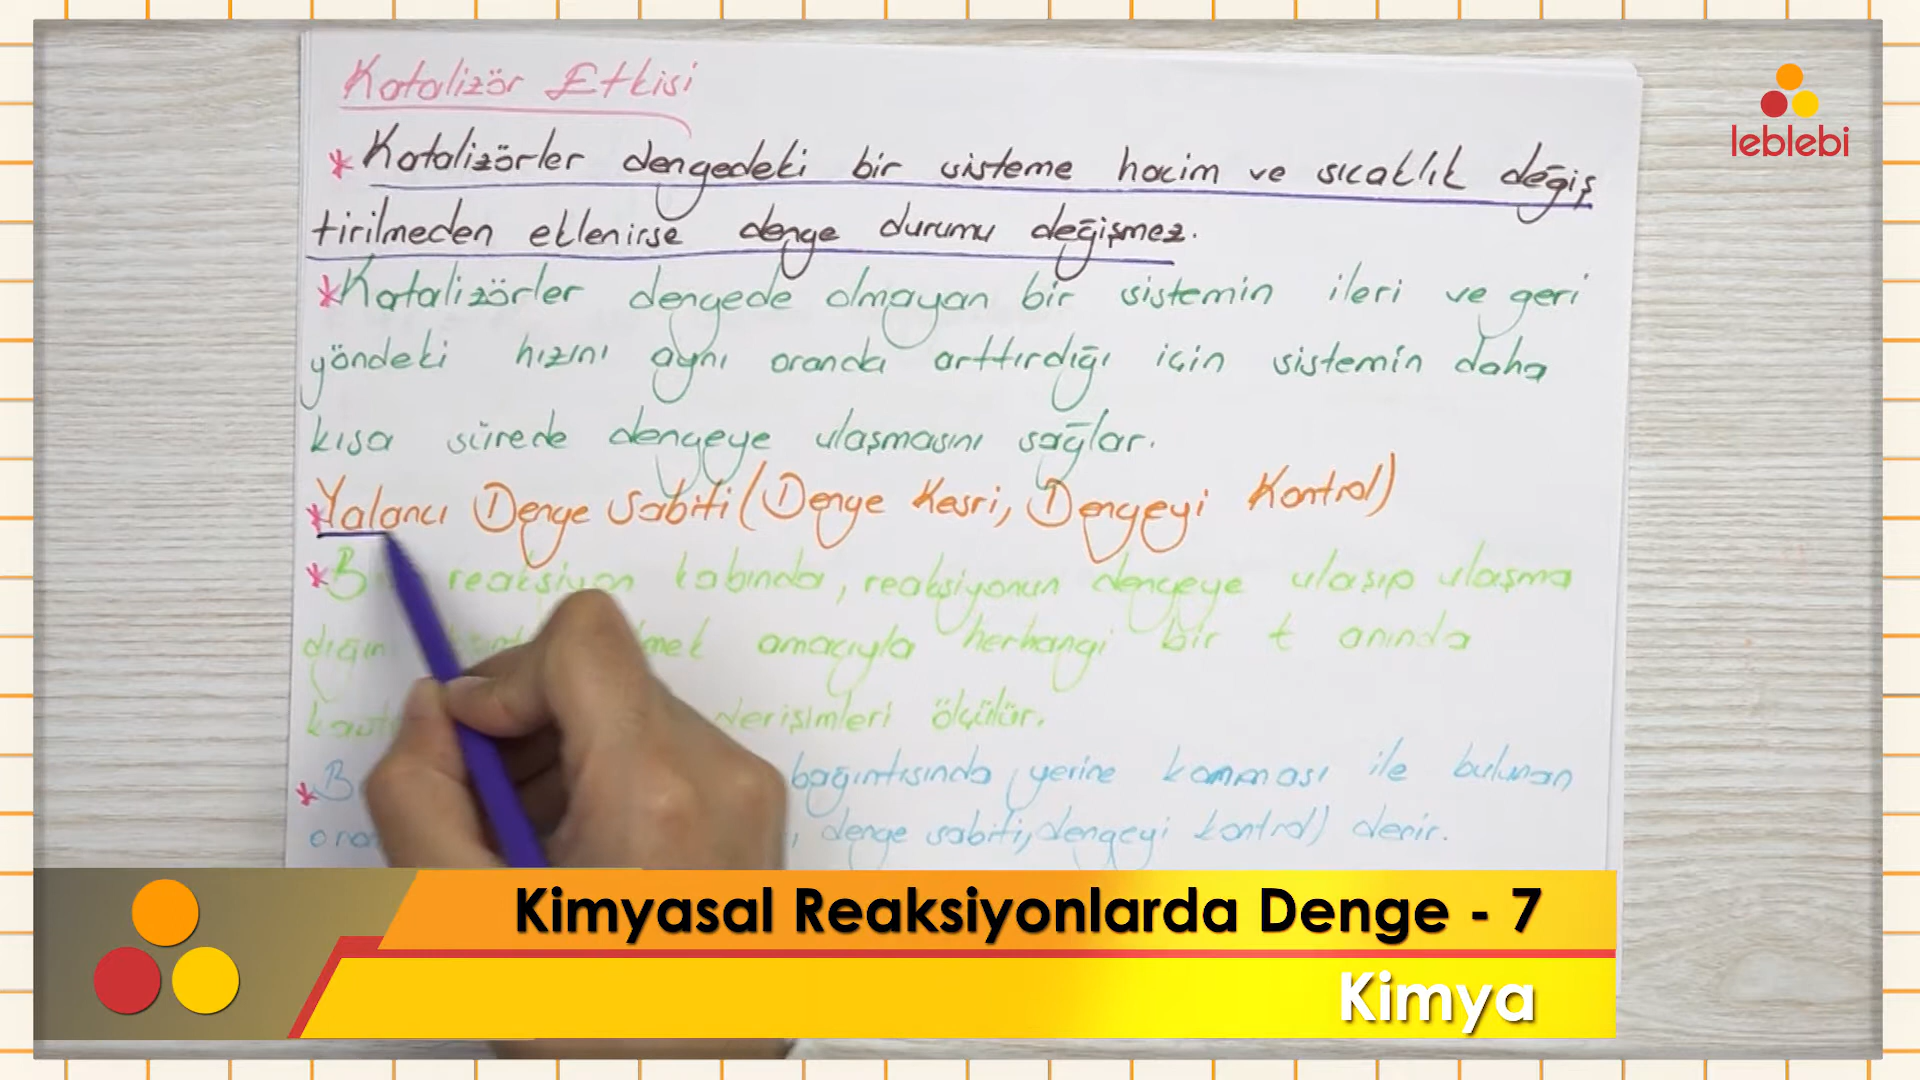 Katalizör Etkisi
leblebi
* Katalizörler dengedeki bir sisteme hacim ve sıcaklık değiş
tirilmeden eklenirse denge durumu değişmez.
* Katalizörler dengede olmayan bir sistemin ileri ve geri
yöndeki hızını aynı oranda arttırdığı için sistemin daha
kısa sürede dengeye ulaşmasını sağlar.
* Yalancı Denge Sabiti (Denge Kesri, Dengeyi Kontrol)
* reaksiyon kabında, reaksiyonun dengeye ulaşıp ulaşma
dığın amacıyla herhangi bir t anında
derişimleri ölçülür.
* bağıntısında yerine konması ile bulunan
, denge sabiti, dengeyi kontrol) denir.
Kimyasal Reaksiyonlarda Denge - 7
Kimya